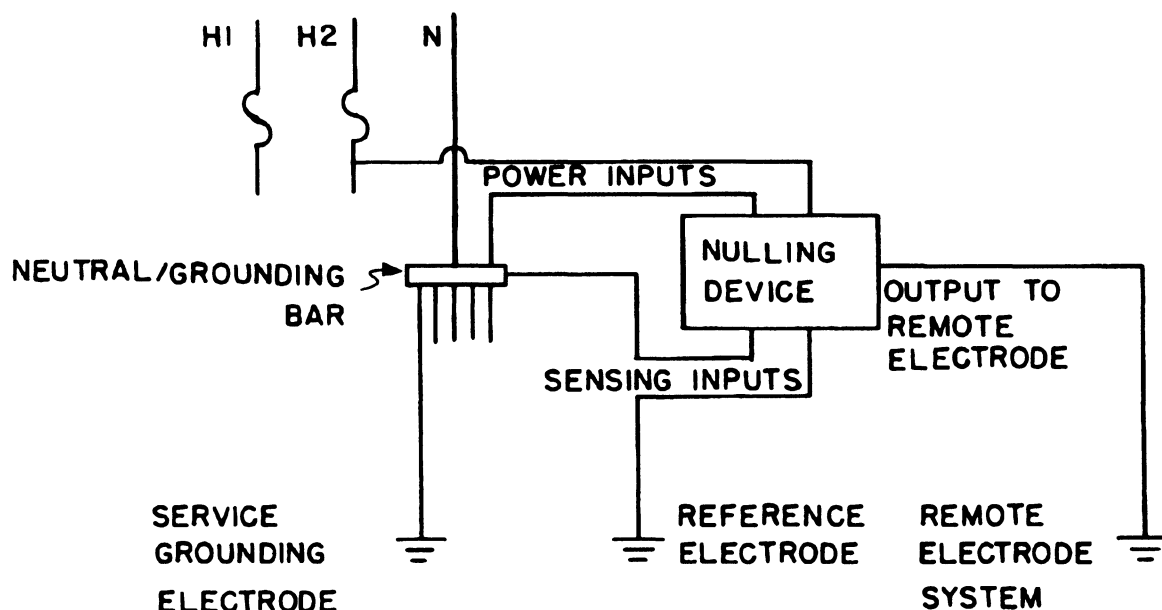 H1
H2
N
POWER INPUTS
NEUTRAL/GROUNDING
BAR
NULLING
DEVICE
OUTPUT TO
REMOTE
ELECTRODE
SENSING INPUTS
SERVICE
GROUNDING
ELECTRODE
REFERENCE
ELECTRODE
REMOTE
ELECTRODE
SYSTEM